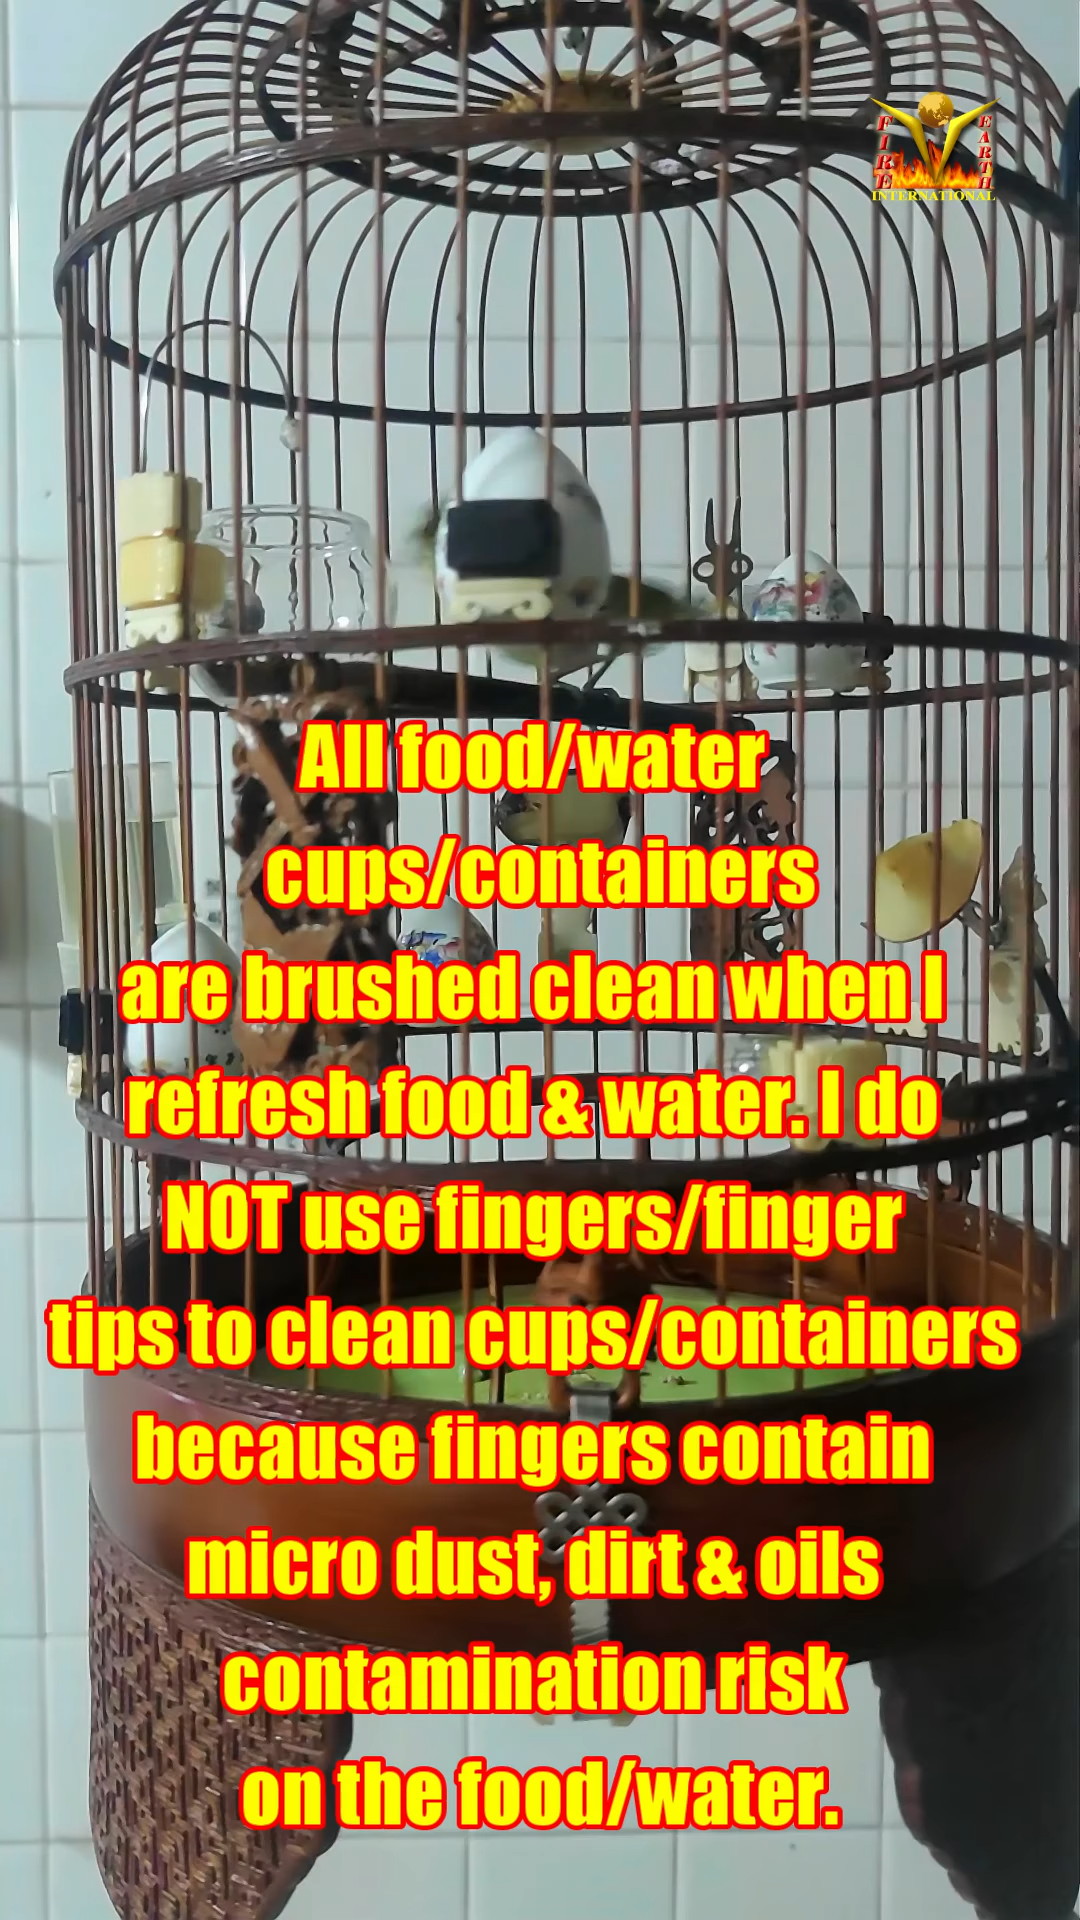 FIRE
EARTH
INTERNATIONAL
All food/water
cups/containers
are brushed clean when I
refresh food & water. I do
NOT use fingers/finger
tips to clean cups/containers
because fingers contain
micro dust, dirt & oils
contamination risk
on the food/water.